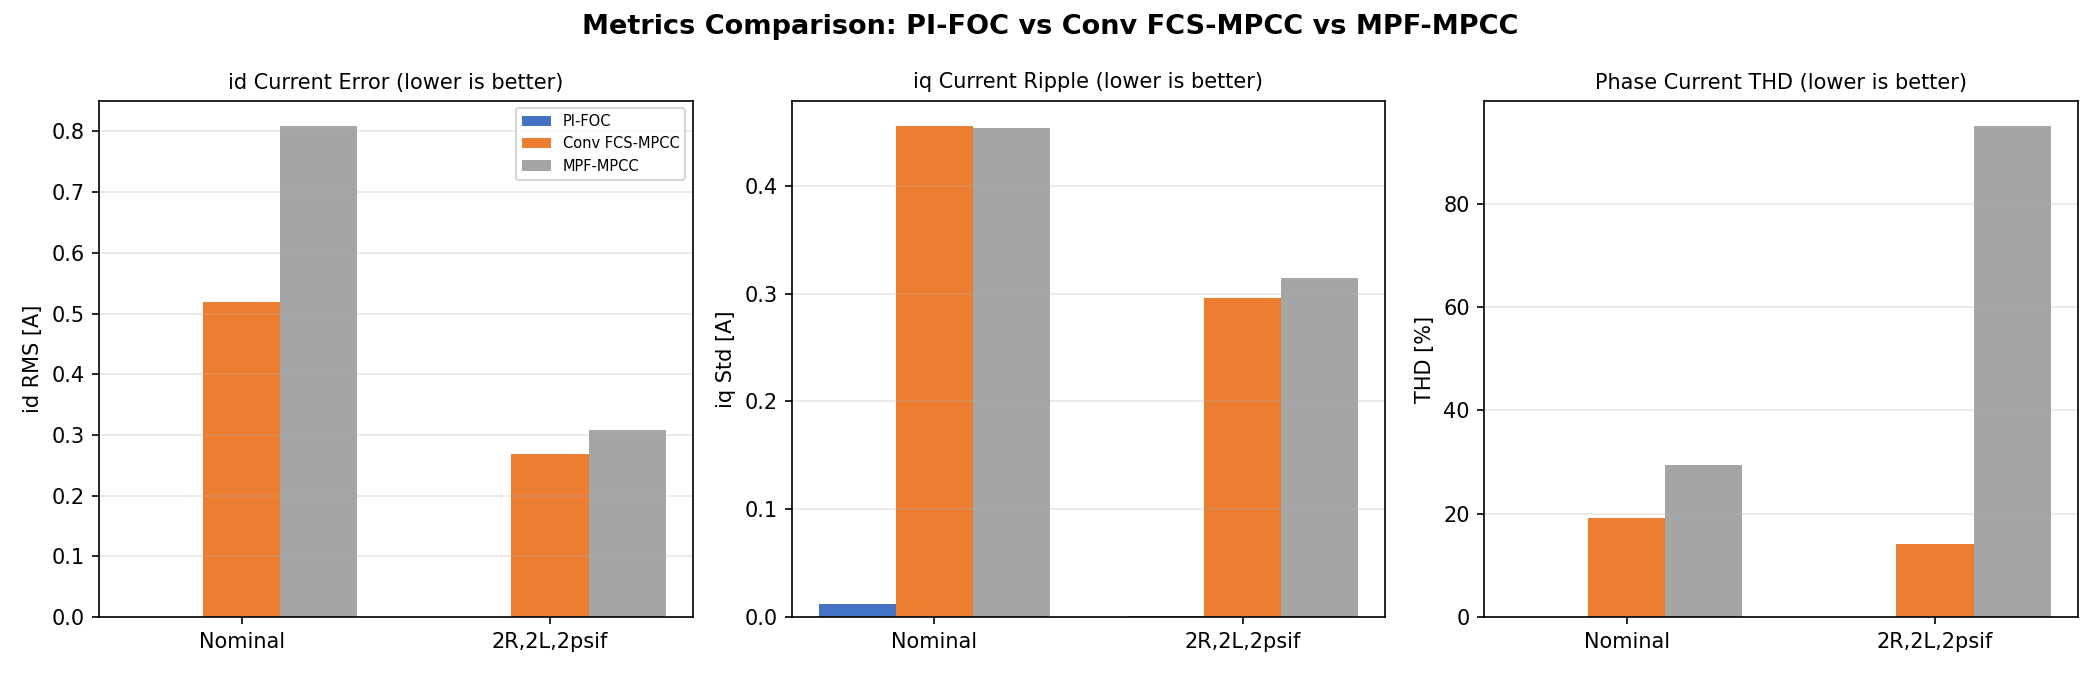 Metrics Comparison: PI-FOC vs Conv FCS-MPCC vs MPF-MPCC
id Current Error (lower is better)
PI-FOC
Conv FCS-MPCC
MPF-MPCC
id RMS [A]
0.8
0.7
0.6
0.5
0.4
0.3
0.2
0.1
0.0
Nominal
2R,2L,2psif
iq Current Ripple (lower is better)
iq Std [A]
0.4
0.3
0.2
0.1
0.0
Nominal
2R,2L,2psif
Phase Current THD (lower is better)
THD [%]
80
60
40
20
0
Nominal
2R,2L,2psif